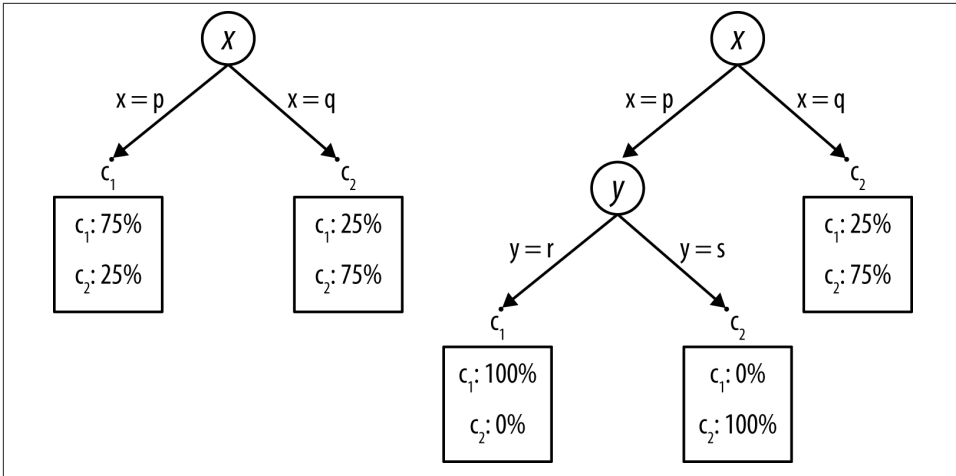 x
x = p
x = q
c₁
c₂
c₁: 75%
c₂: 25%
c₁: 25%
c₂: 75%
x
x = p
x = q
y
c₂
c₁: 25%
c₂: 75%
y = r
y = s
c₁
c₂
c₁: 100%
c₂: 0%
c₁: 0%
c₂: 100%